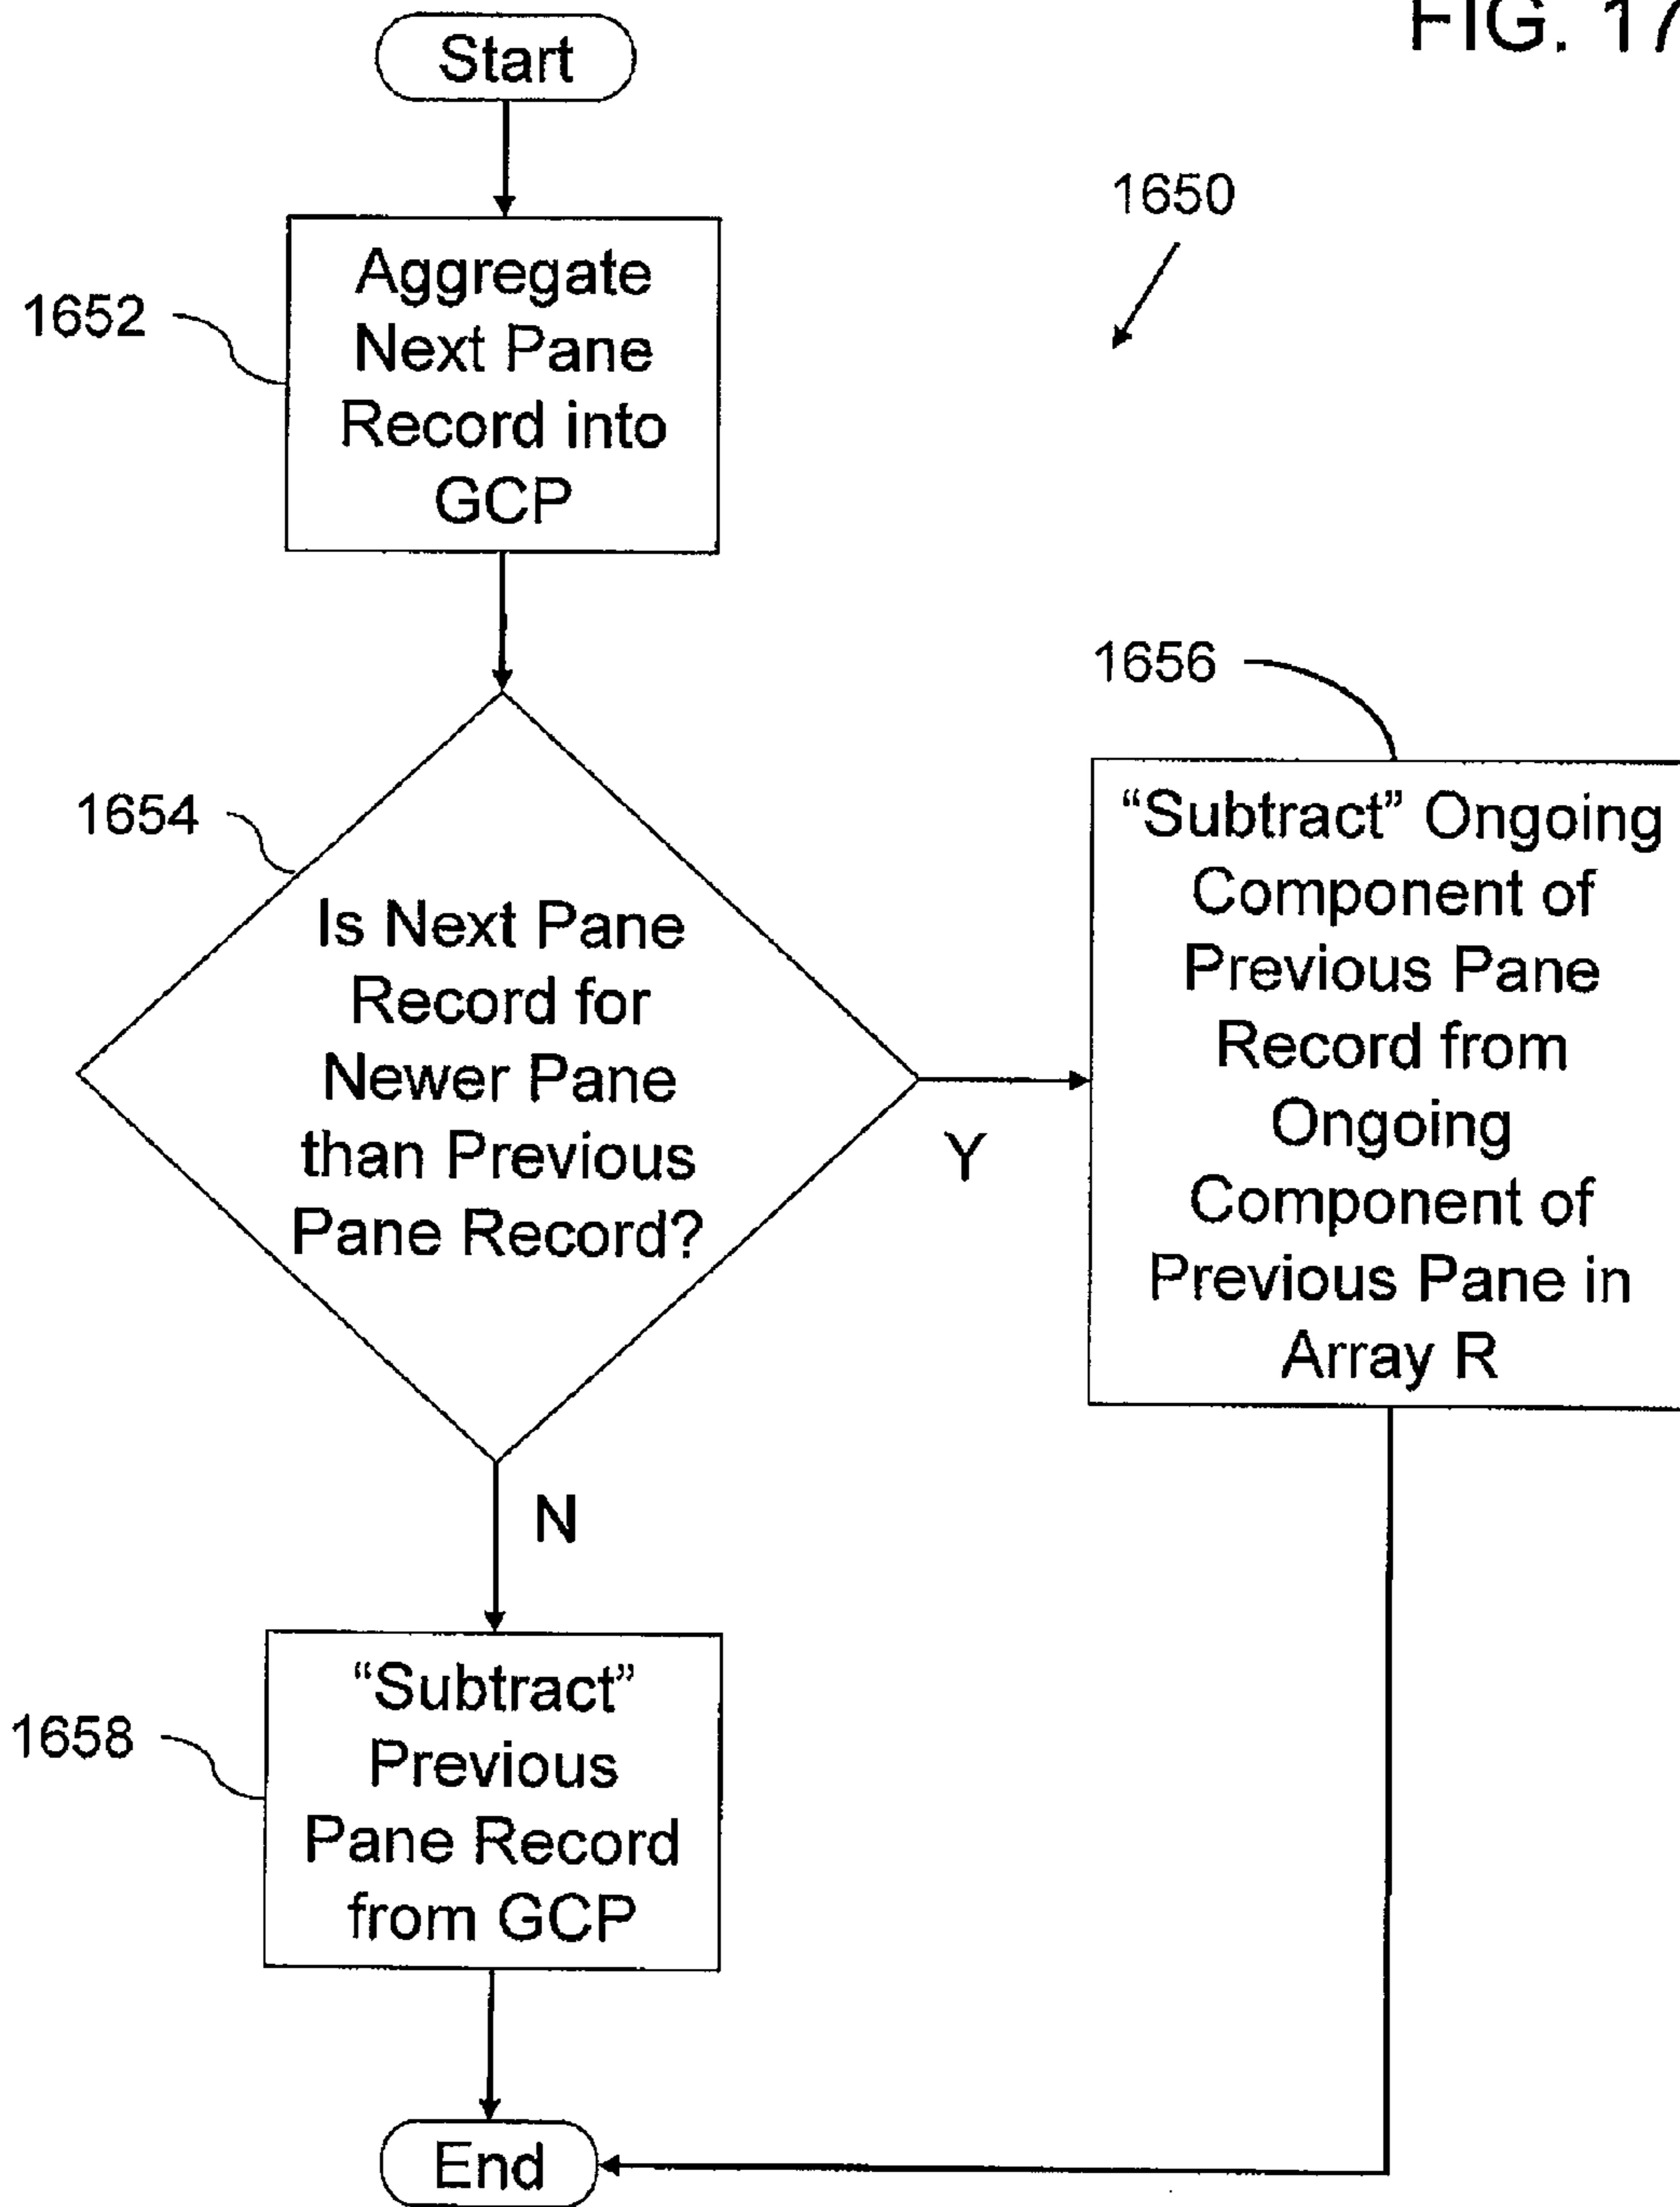 FIG. 17
Start
1650
1652
Aggregate
Next Pane
Record into
GCP
1654
Is Next Pane
Record for
Newer Pane
than Previous
Pane Record?
Y
N
1656
“Subtract” Ongoing
Component of
Previous Pane
Record from
Ongoing
Component of
Previous Pane in
Array R
1658
“Subtract”
Previous
Pane Record
from GCP
End